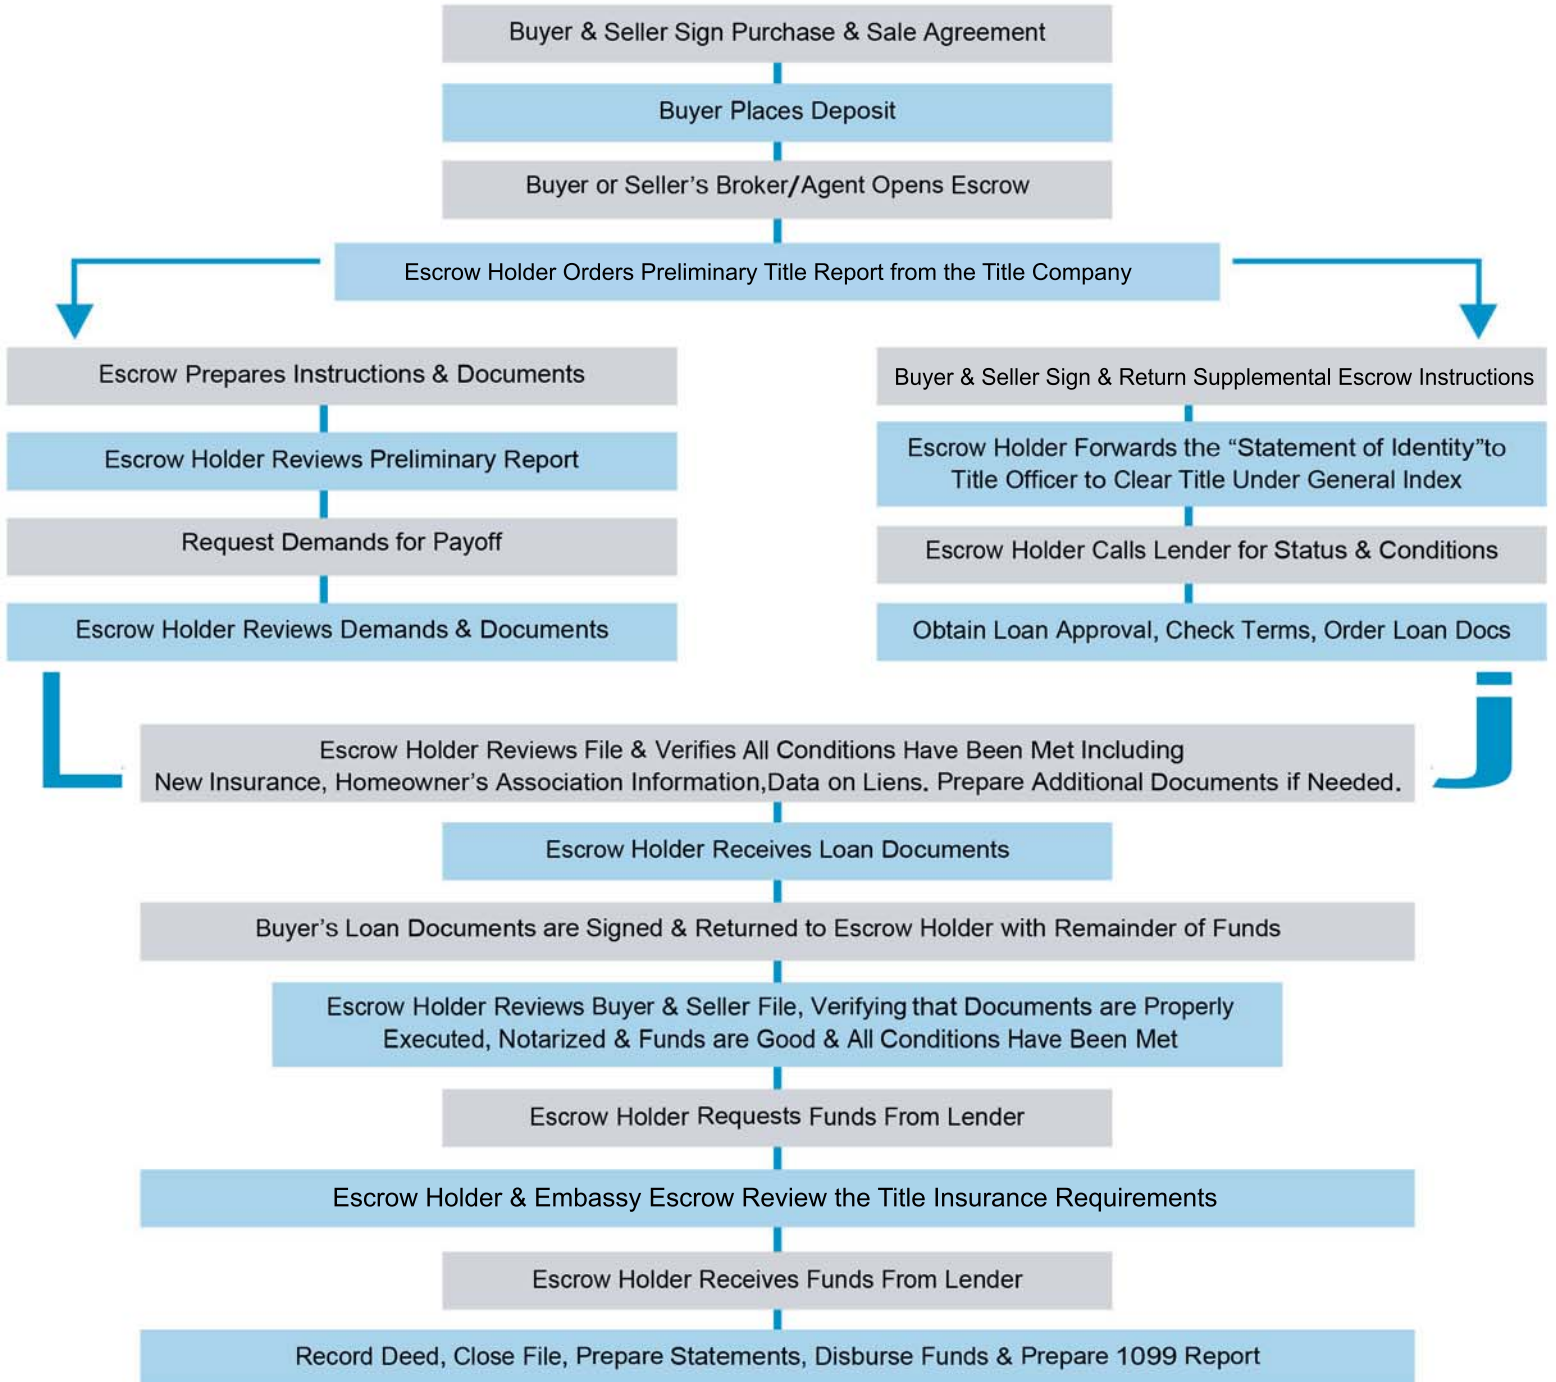 Buyer & Seller Sign Purchase & Sale Agreement
Buyer Places Deposit
Buyer or Seller’s Broker/Agent Opens Escrow
Escrow Holder Orders Preliminary Title Report from the Title Company
Escrow Prepares Instructions & Documents
Escrow Holder Reviews Preliminary Report
Request Demands for Payoff
Escrow Holder Reviews Demands & Documents
Buyer & Seller Sign & Return Supplemental Escrow Instructions
Escrow Holder Forwards the “Statement of Identity”to
Title Officer to Clear Title Under General Index
Escrow Holder Calls Lender for Status & Conditions
Obtain Loan Approval, Check Terms, Order Loan Docs
Escrow Holder Reviews File & Verifies All Conditions Have Been Met Including
New Insurance, Homeowner’s Association Information,Data on Liens. Prepare Additional Documents if Needed.
Escrow Holder Receives Loan Documents
Buyer’s Loan Documents are Signed & Returned to Escrow Holder with Remainder of Funds
Escrow Holder Reviews Buyer & Seller File, Verifying that Documents are Properly
Executed, Notarized & Funds are Good & All Conditions Have Been Met
Escrow Holder Requests Funds From Lender
Escrow Holder & Embassy Escrow Review the Title Insurance Requirements
Escrow Holder Receives Funds From Lender
Record Deed, Close File, Prepare Statements, Disburse Funds & Prepare 1099 Report